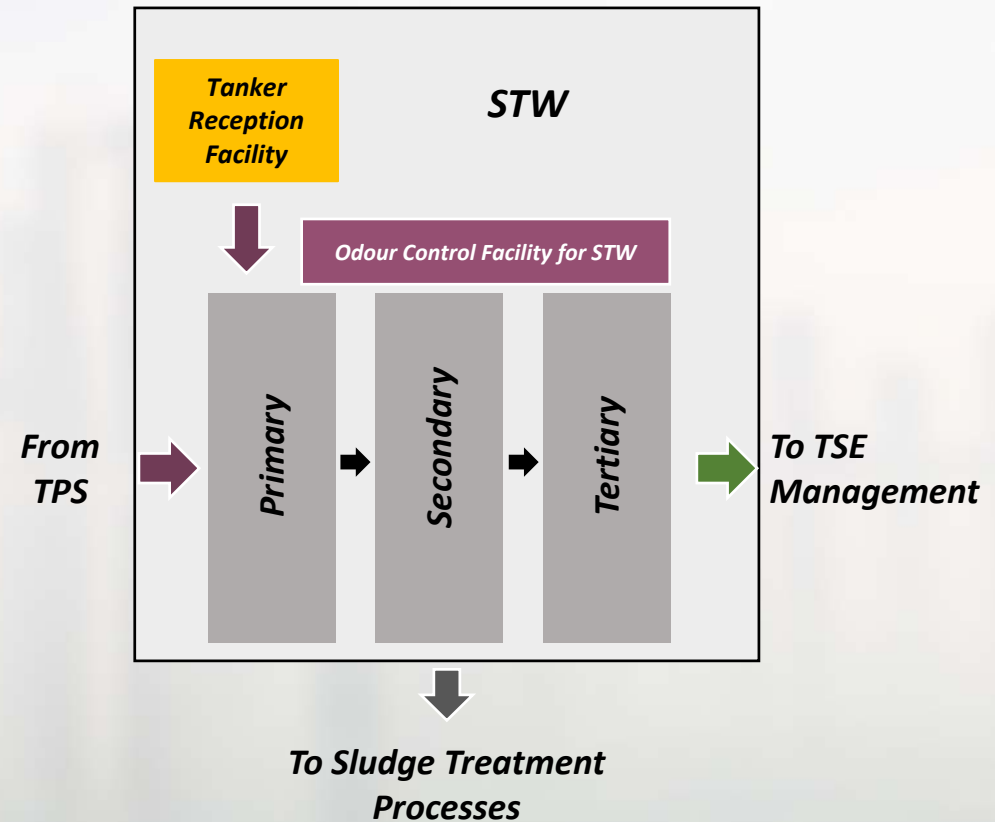 Tanker
Reception
Facility
STW
Odour Control Facility for STW
From
TPS
Primary
Secondary
Tertiary
To TSE
Management
To Sludge Treatment
Processes